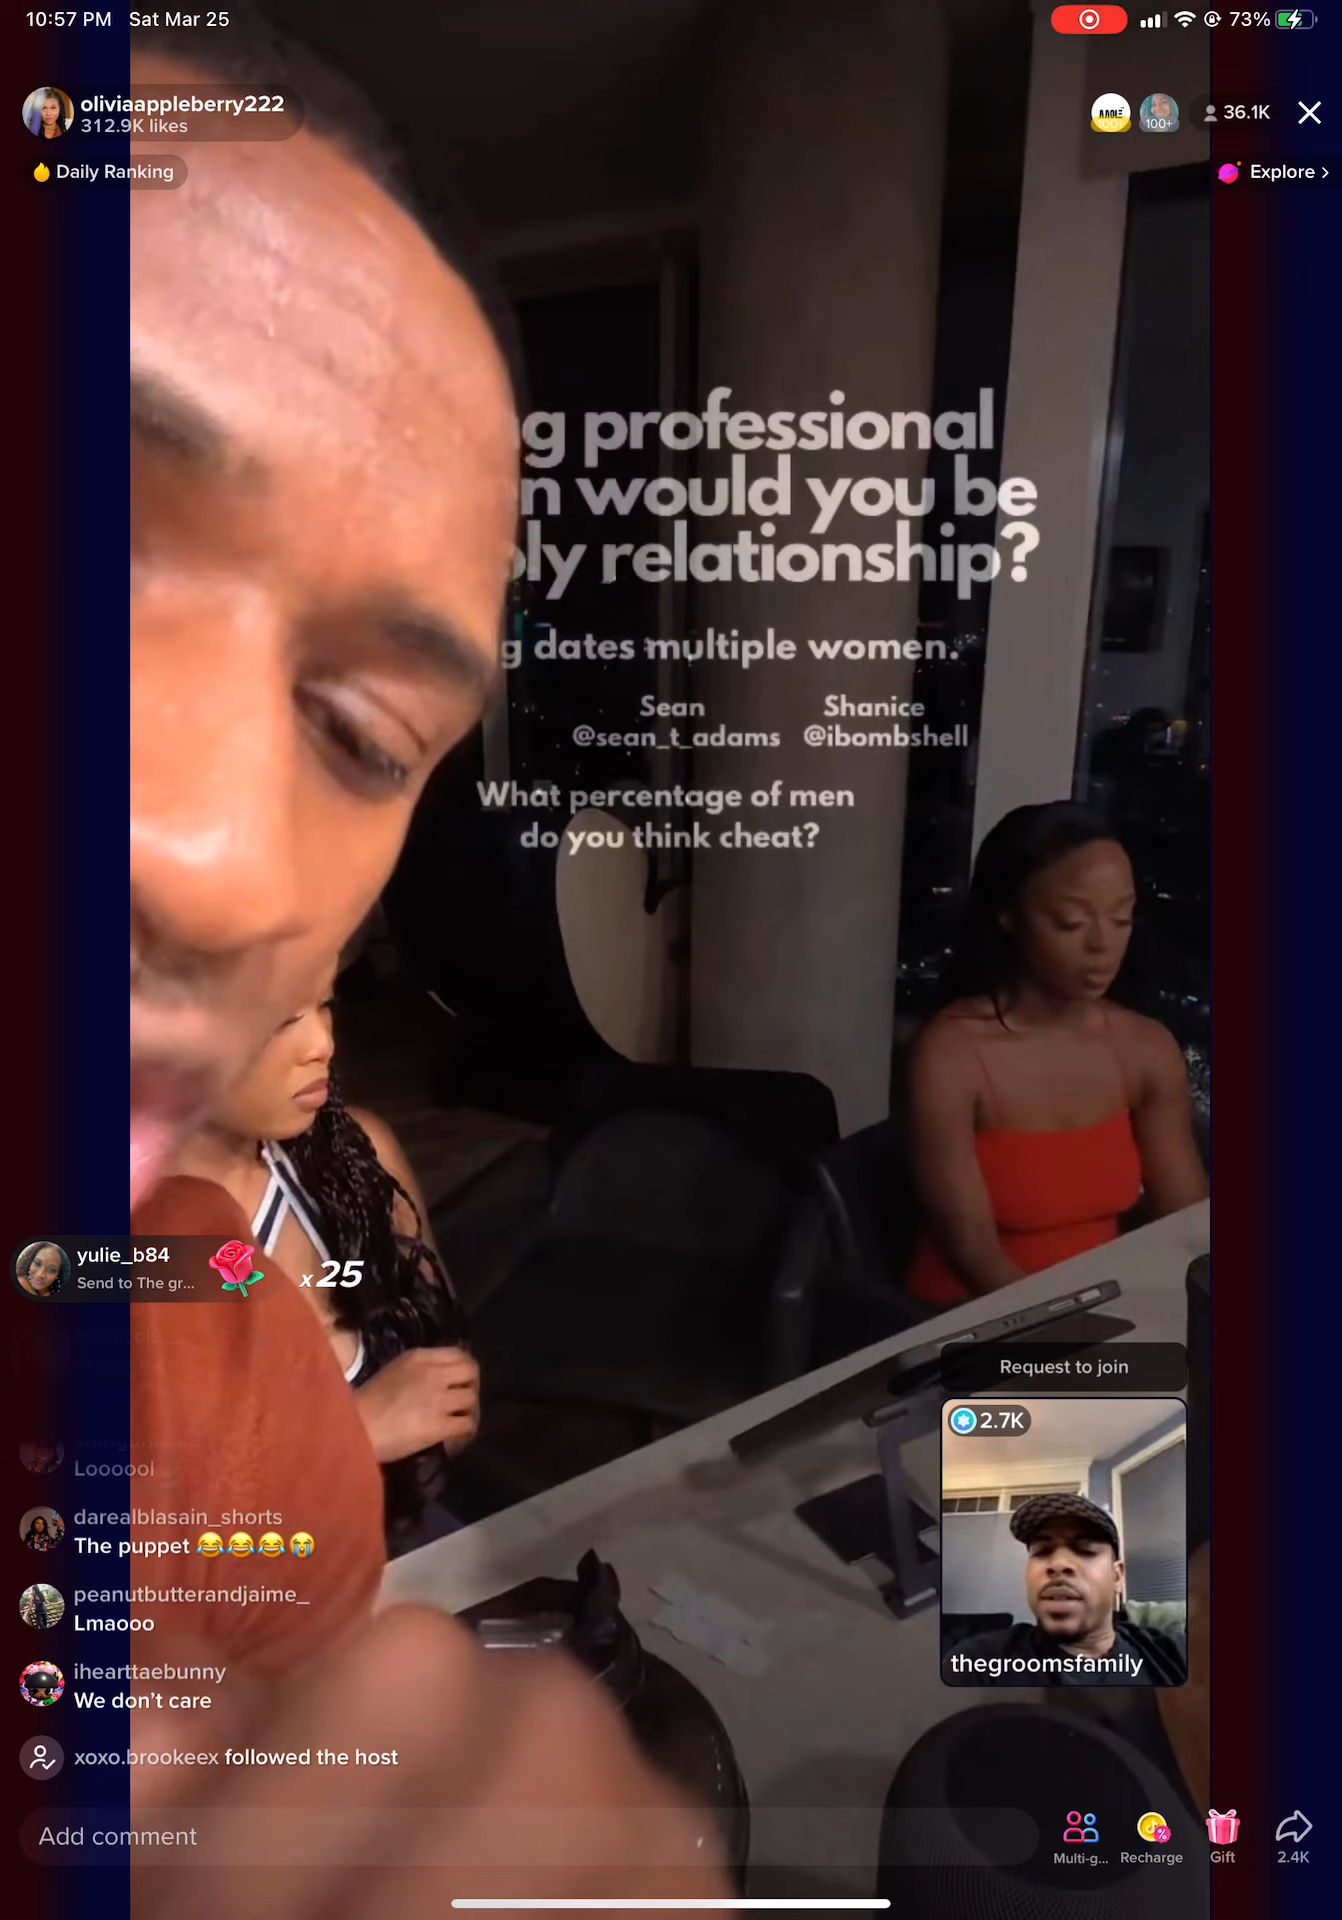 10:57 PM Sat Mar 25
73%
oliviaappleberry222
312.9K likes
100+
36.1K
Daily Ranking
Explore >
g professional
n would you be
ly relationship?
g dates multiple women.
Sean Shanice
@sean_t_adams @ibombshell
What percentage of men
do you think cheat?
yulie_b84
Send to The gr...
x25
Request to join
2.7K
thegroomsfamily
Loooool
darealblasain_shorts
The puppet 😂😂😂😭
peanutbutterandjaime_
Lmaooo
ihearttaebunny
We don't care
xoxo.brookeex followed the host
Add comment
Multi-g...
Recharge
Gift
2.4K